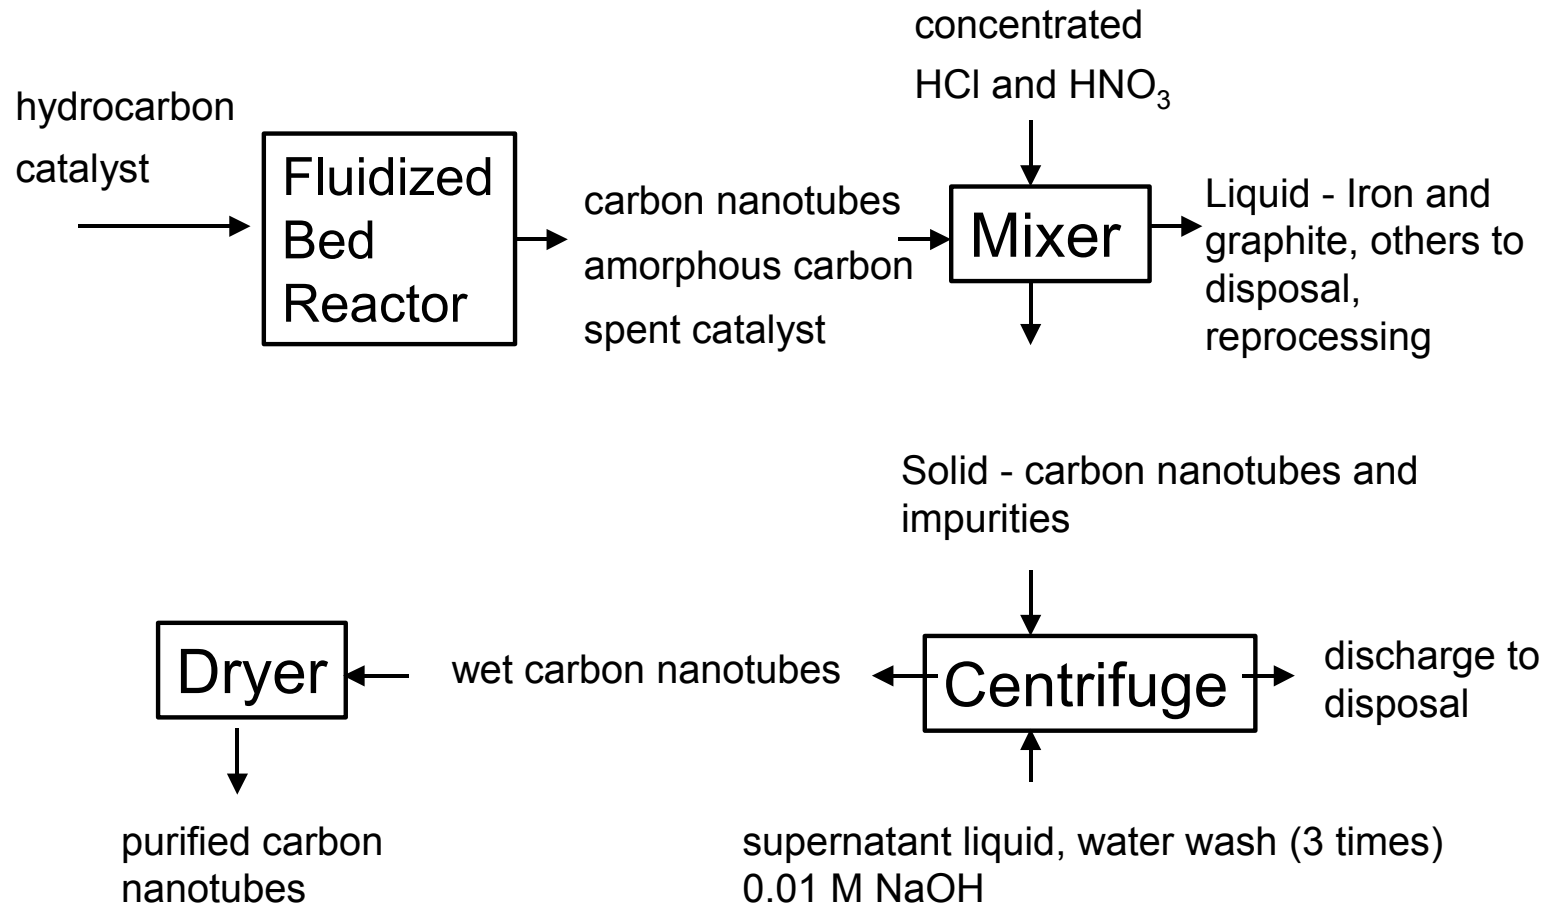 concentrated
HCl and HNO₃
hydrocarbon
catalyst
Fluidized
Bed
Reactor
carbon nanotubes
amorphous carbon
spent catalyst
Mixer
Liquid - Iron and
graphite, others to
disposal,
reprocessing
Solid - carbon nanotubes and
impurities
Dryer
wet carbon nanotubes
Centrifuge
discharge to
disposal
purified carbon
nanotubes
supernatant liquid, water wash (3 times)
0.01 M NaOH